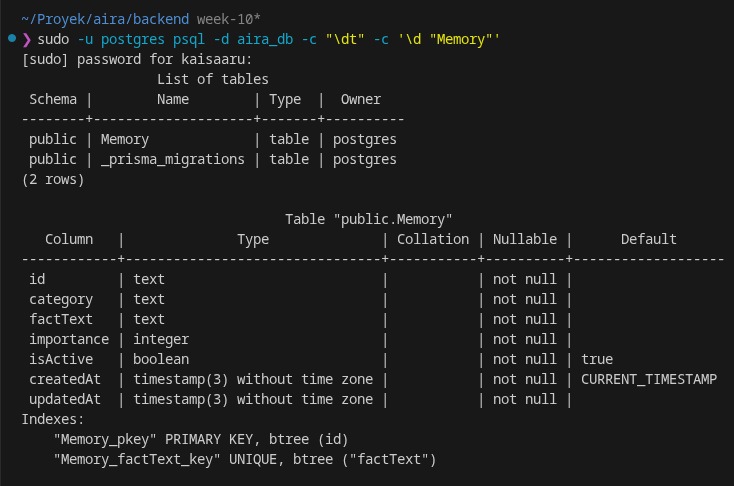 ~/Proyek/aira/backend week-10*
❯ sudo -u postgres psql -d aira_db -c "\dt" -c '\d "Memory"'
[sudo] password for kaisaaru:
                 List of tables
 Schema |        Name        | Type  |  Owner
--------+--------------------+-------+----------
 public | Memory             | table | postgres
 public | _prisma_migrations | table | postgres
(2 rows)

                                 Table "public.Memory"
   Column   |              Type              | Collation | Nullable |      Default
------------+--------------------------------+-----------+----------+-------------------
 id         | text                           |           | not null |
 category   | text                           |           | not null |
 factText   | text                           |           | not null |
 importance | integer                        |           | not null |
 isActive   | boolean                        |           | not null | true
 createdAt  | timestamp(3) without time zone |           | not null | CURRENT_TIMESTAMP
 updatedAt  | timestamp(3) without time zone |           | not null |
Indexes:
    "Memory_pkey" PRIMARY KEY, btree (id)
    "Memory_factText_key" UNIQUE, btree ("factText")